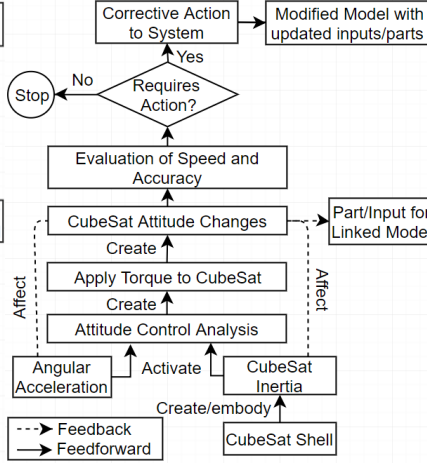 Corrective Action
to System
Modified Model with
updated inputs/parts
Yes
No
Stop
Requires
Action?
Evaluation of Speed and
Accuracy
CubeSat Attitude Changes
Part/Input for
Linked Mode
Create
Affect
Affect
Apply Torque to CubeSat
Create
Attitude Control Analysis
Angular
Acceleration
Activate
CubeSat
Inertia
Create/embody
Feedback
Feedforward
CubeSat Shell